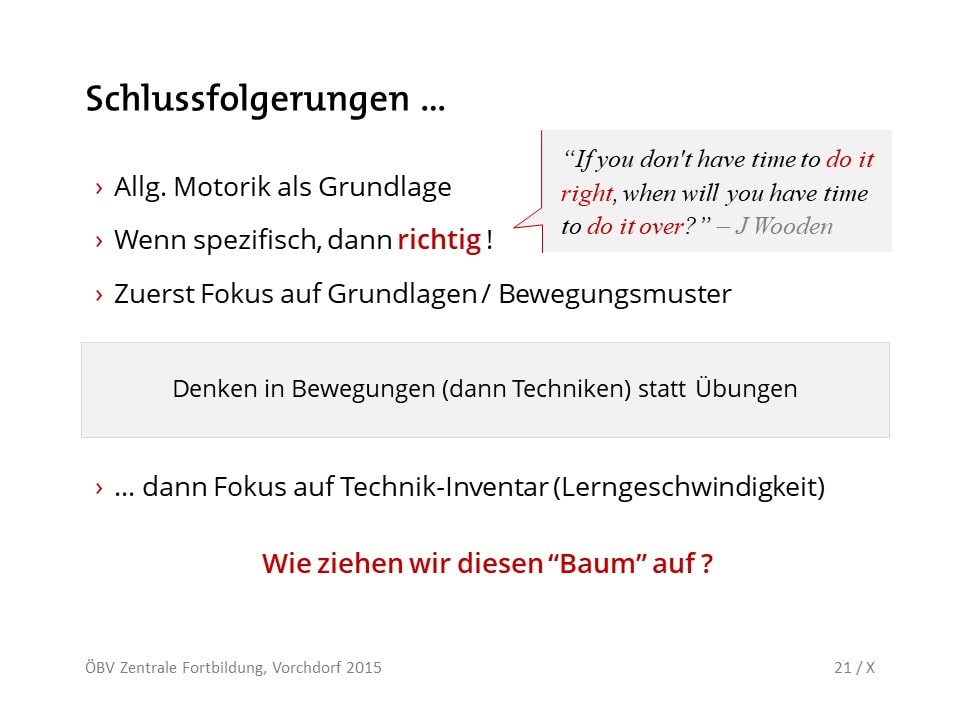 Schlussfolgerungen ...
› Allg. Motorik als Grundlage
› Wenn spezifisch, dann richtig !
“If you don't have time to do it
right, when will you have time
to do it over?” – J Wooden
› Zuerst Fokus auf Grundlagen / Bewegungsmuster
Denken in Bewegungen (dann Techniken) statt Übungen
› ... dann Fokus auf Technik-Inventar (Lerngeschwindigkeit)
Wie ziehen wir diesen “Baum” auf ?
ÖBV Zentrale Fortbildung, Vorchdorf 2015
21 / X